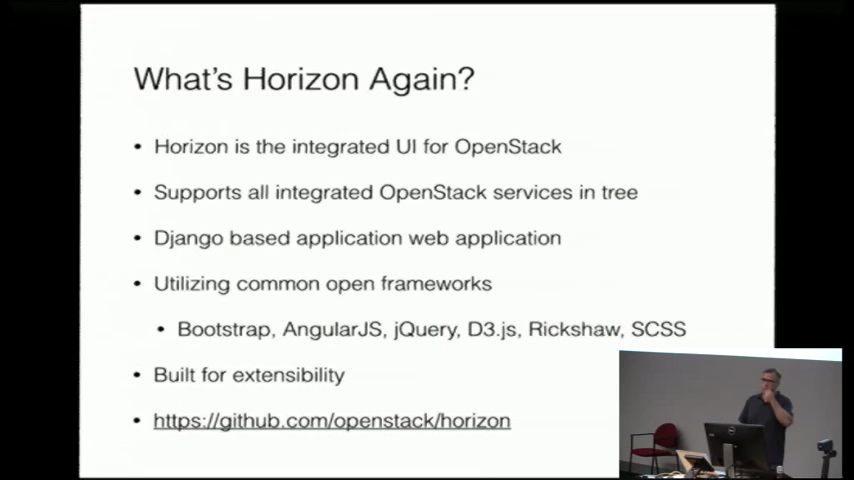 What's Horizon Again?
• Horizon is the integrated UI for OpenStack
• Supports all integrated OpenStack services in tree
• Django based application web application
• Utilizing common open frameworks
• Bootstrap, AngularJS, jQuery, D3.js, Rickshaw, SCSS
• Built for extensibility
• https://github.com/openstack/horizon